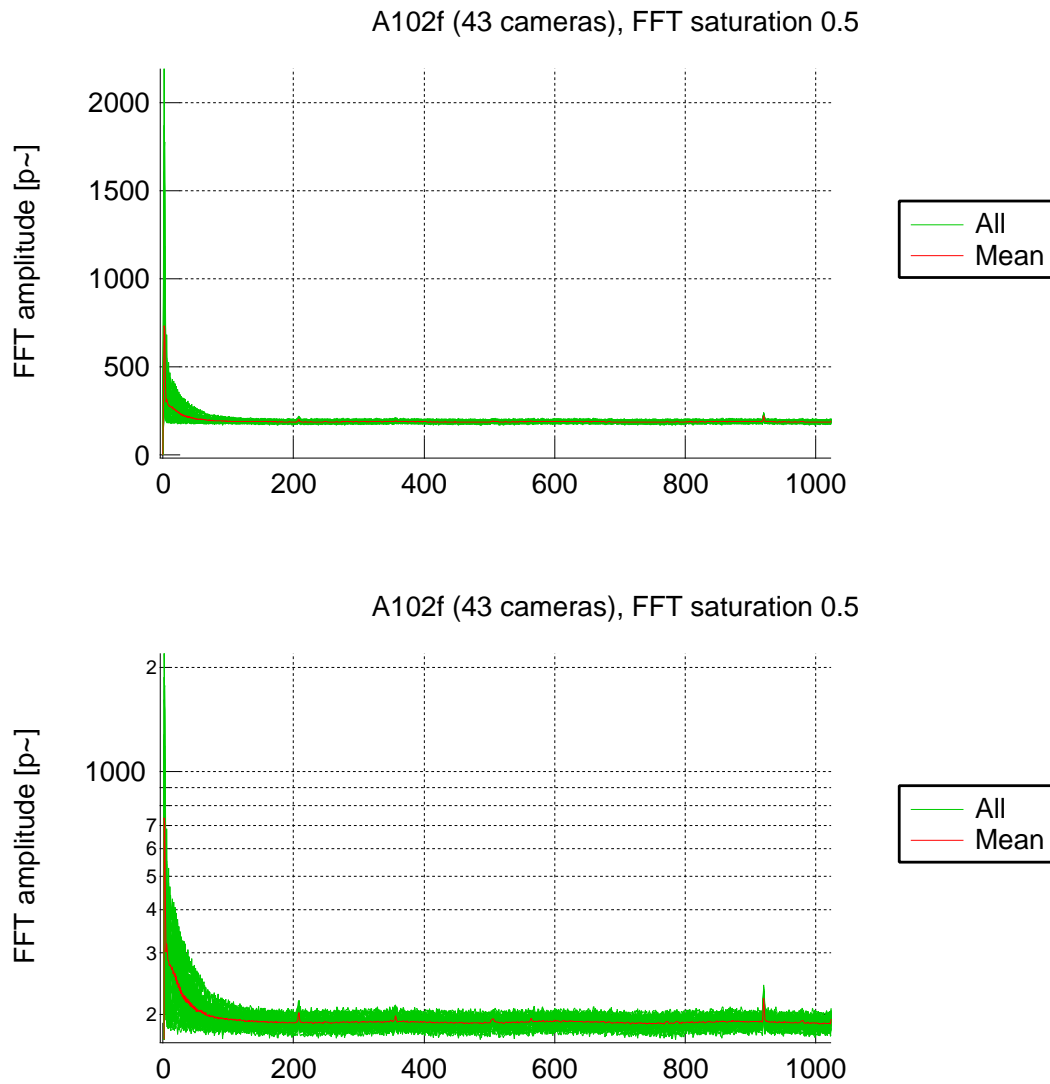 A102f (43 cameras), FFT saturation 0.5
FFT amplitude [p~]
2000
1500
1000
500
0
0 200 400 600 800 1000
All
Mean
A102f (43 cameras), FFT saturation 0.5
FFT amplitude [p~]
2
1000
7
6
5
4
3
2
0 200 400 600 800 1000
All
Mean